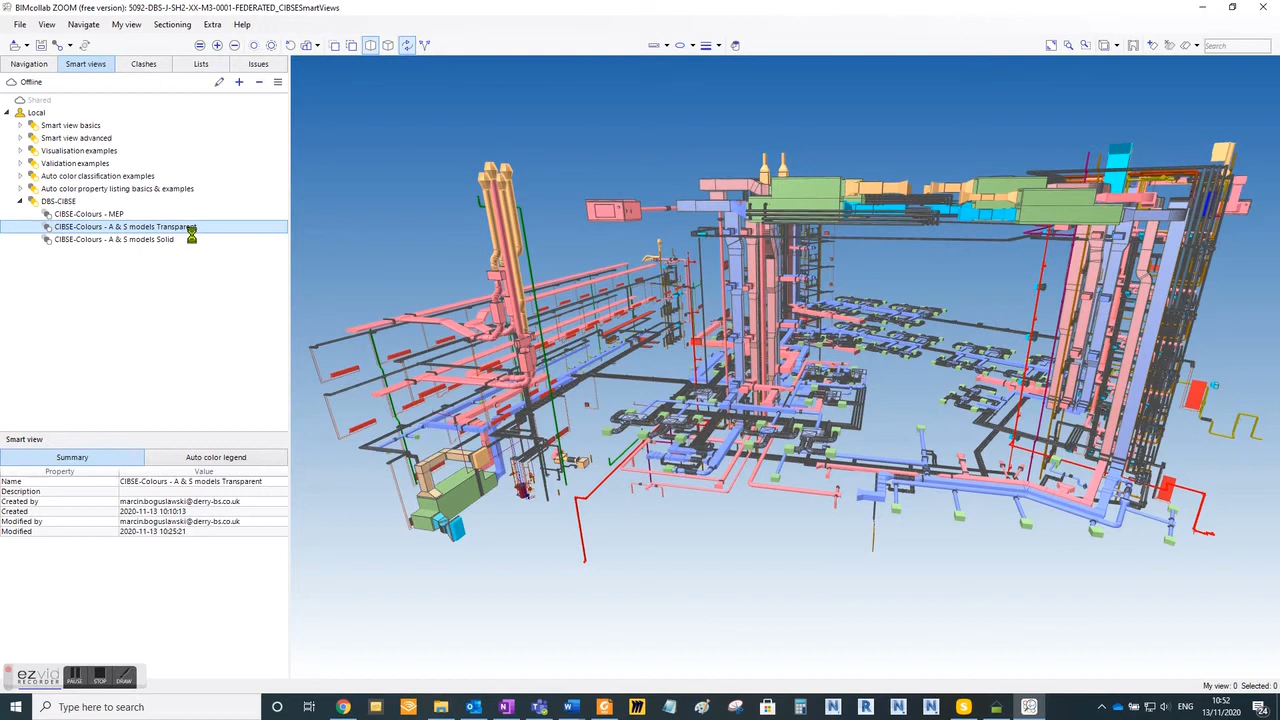 BIMcollab ZOOM (free version): 5092-DBS-J-SH2-XX-M3-0001-FEDERATED_CIBSESmartViews
File View Navigate My view Sectioning Extra Help
Search
Navigation Smart views Clashes Lists Issues
Offline
Shared
Local
Smart view basics
Smart view advanced
Visualisation examples
Validation examples
Auto color classification examples
Auto color property listing basics & examples
DBS-CIBSE
CIBSE-Colours - MEP
CIBSE-Colours - A & S models Transparent
CIBSE-Colours - A & S models Solid
Smart view
Summary Auto color legend
Property Value
Name CIBSE-Colours - A & S models Transparent
Description
Created by marcin.boguslawski@derry-bs.co.uk
Created 2020-11-13 10:10:13
Modified by marcin.boguslawski@derry-bs.co.uk
Modified 2020-11-13 10:25:21
ezvid
RECORDER
PAUSE STOP DRAW
My view: 0 Selected: 0
Type here to search
ENG
10:52
13/11/2020
24